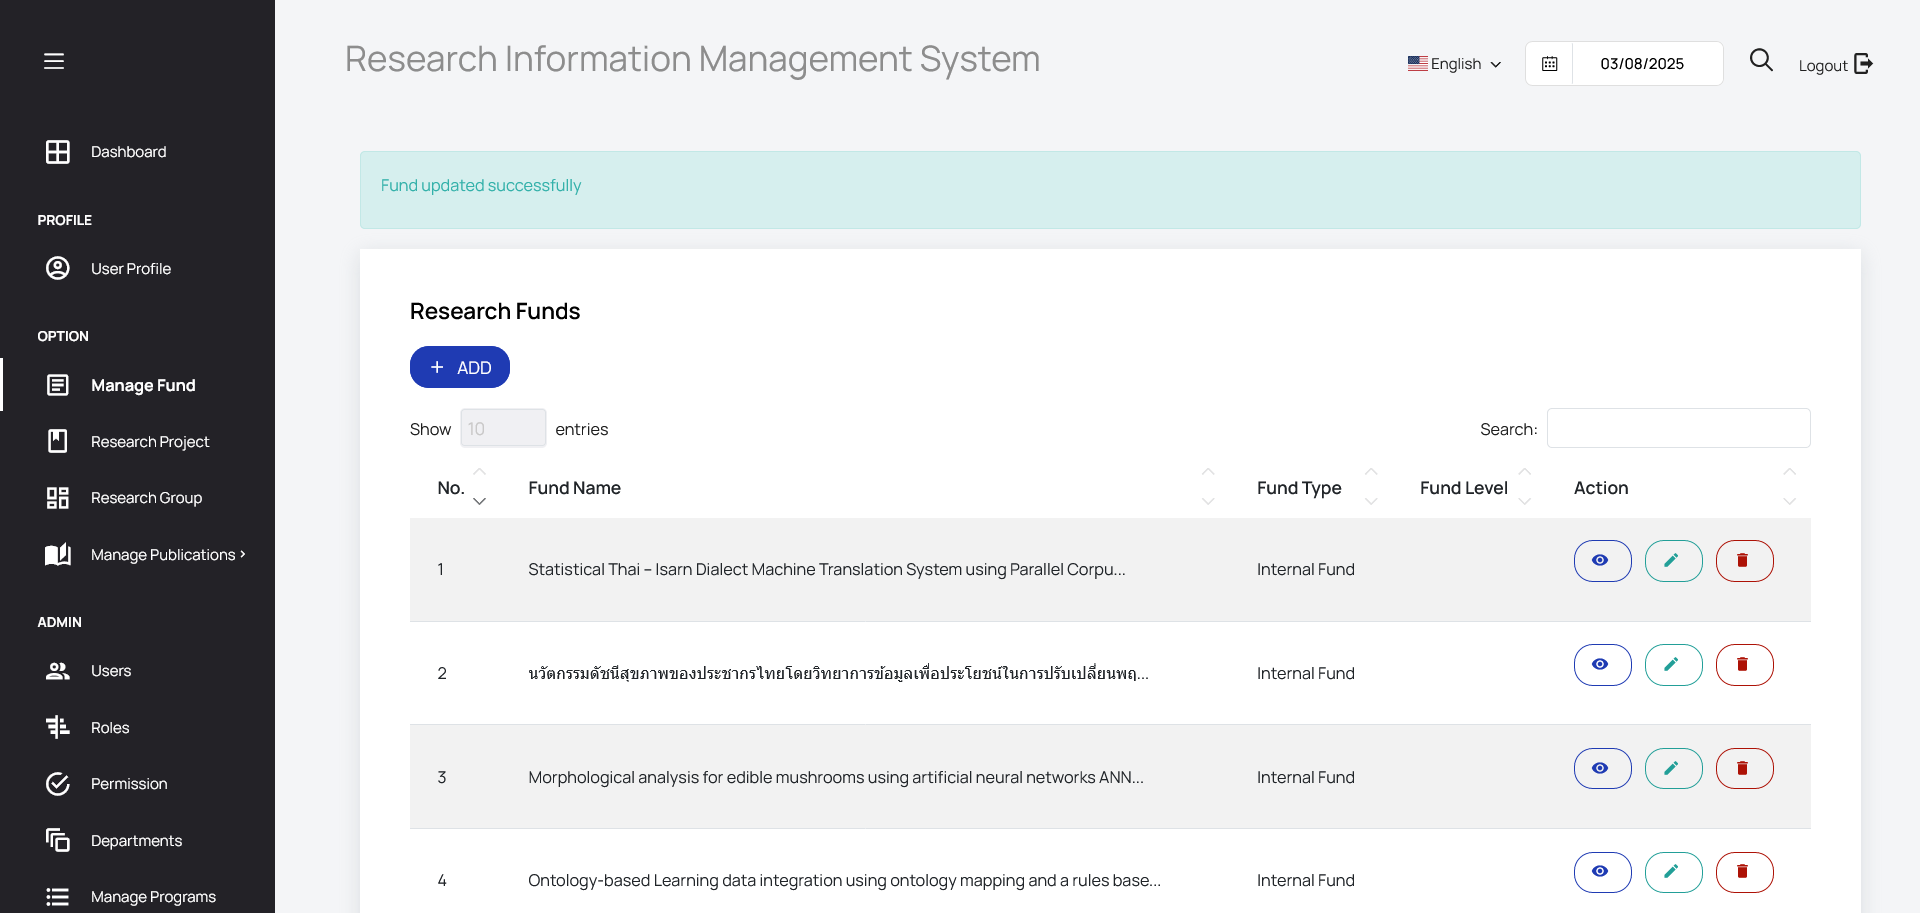 Research Information Management System
English
03/08/2025
Logout
Dashboard
PROFILE
User Profile
OPTION
Manage Fund
Research Project
Research Group
Manage Publications
ADMIN
Users
Roles
Permission
Departments
Manage Programs
Fund updated successfully
Research Funds
+ ADD
Show 10 entries
Search:
No. Fund Name Fund Type Fund Level Action
1 Statistical Thai – Isarn Dialect Machine Translation System using Parallel Corpu... Internal Fund
2 นวัตกรรมดัชนีสุขภาพของประชากรไทยโดยวิทยาการข้อมูลเพื่อประโยชน์ในการปรับเปลี่ยนพฤ... Internal Fund
3 Morphological analysis for edible mushrooms using artificial neural networks ANN... Internal Fund
4 Ontology-based Learning data integration using ontology mapping and a rules base... Internal Fund